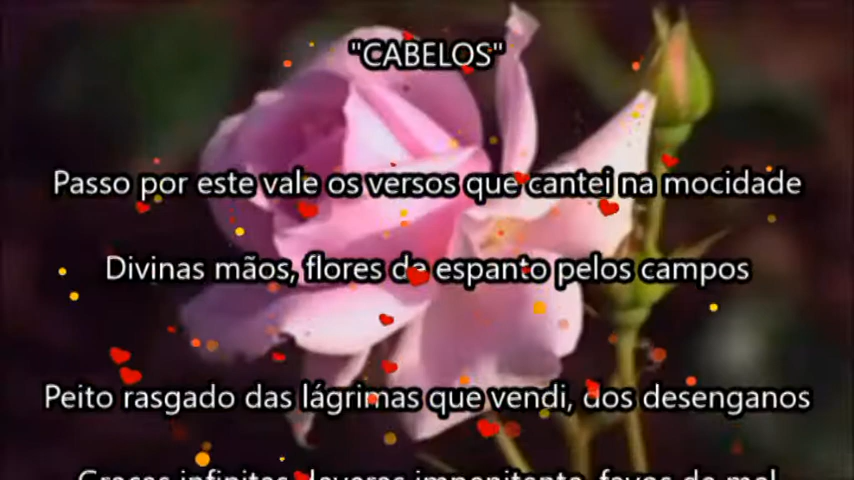 "CABELOS"
Passo por este vale os versos que cantei na mocidade
Divinas mãos, flores de espanto pelos campos
Peito rasgado das lágrimas que vendi, dos desenganos